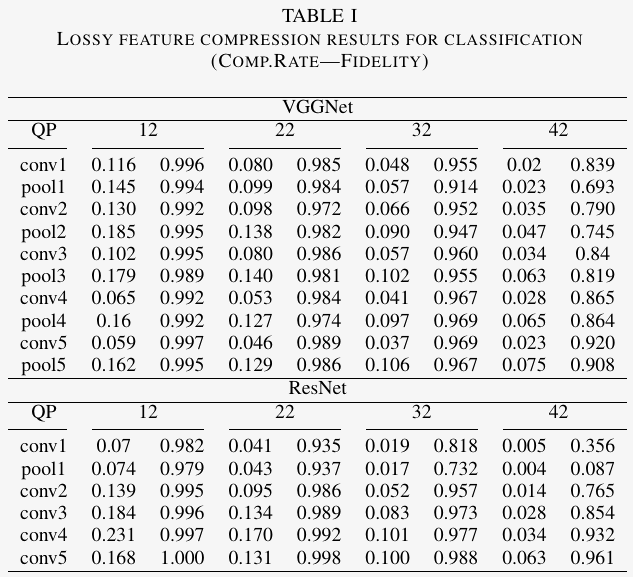 TABLE I
LOSSY FEATURE COMPRESSION RESULTS FOR CLASSIFICATION
(COMP.RATE—FIDELITY)
VGGNet
QP 12 22 32 42
conv1 0.116 0.996 0.080 0.985 0.048 0.955 0.02 0.839
pool1 0.145 0.994 0.099 0.984 0.057 0.914 0.023 0.693
conv2 0.130 0.992 0.098 0.972 0.066 0.952 0.035 0.790
pool2 0.185 0.995 0.138 0.982 0.090 0.947 0.047 0.745
conv3 0.102 0.995 0.080 0.986 0.057 0.960 0.034 0.84
pool3 0.179 0.989 0.140 0.981 0.102 0.955 0.063 0.819
conv4 0.065 0.992 0.053 0.984 0.041 0.967 0.028 0.865
pool4 0.16 0.992 0.127 0.974 0.097 0.969 0.065 0.864
conv5 0.059 0.997 0.046 0.989 0.037 0.969 0.023 0.920
pool5 0.162 0.995 0.129 0.986 0.106 0.967 0.075 0.908
ResNet
QP 12 22 32 42
conv1 0.07 0.982 0.041 0.935 0.019 0.818 0.005 0.356
pool1 0.074 0.979 0.043 0.937 0.017 0.732 0.004 0.087
conv2 0.139 0.995 0.095 0.986 0.052 0.957 0.014 0.765
conv3 0.184 0.996 0.134 0.989 0.083 0.973 0.028 0.854
conv4 0.231 0.997 0.170 0.992 0.101 0.977 0.034 0.932
conv5 0.168 1.000 0.131 0.998 0.100 0.988 0.063 0.961